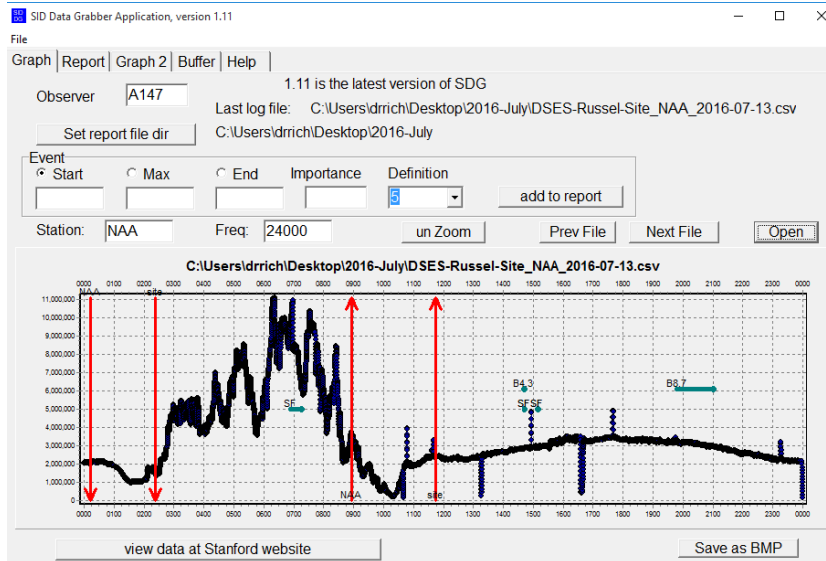 SID Data Grabber Application, version 1.11
File
Graph Report Graph 2 Buffer Help
1.11 is the latest version of SDG
Observer A147
Last log file: C:\Users\drrich\Desktop\2016-July\DSES-Russel-Site_NAA_2016-07-13.csv
Set report file dir C:\Users\drrich\Desktop\2016-July
Event
Start Max End Importance Definition
5 add to report
Station: NAA Freq: 24000 un Zoom Prev File Next File Open
C:\Users\drrich\Desktop\2016-July\DSES-Russel-Site_NAA_2016-07-13.csv
0000 0100 0200 0300 0400 0500 0600 0700 0800 0900 1000 1100 1200 1300 1400 1500 1600 1700 1800 1900 2000 2100 2200 2300 0000
NAA site
11,000,000
10,000,000
9,000,000
8,000,000
7,000,000
6,000,000
B4.3 B8.7
5,000,000
SF SF SF
4,000,000
3,000,000
2,000,000
1,000,000
0
NAA site
0000 0100 0200 0300 0400 0500 0600 0700 0800 0900 1000 1100 1200 1300 1400 1500 1600 1700 1800 1900 2000 2100 2200 2300 0000
view data at Stanford website Save as BMP